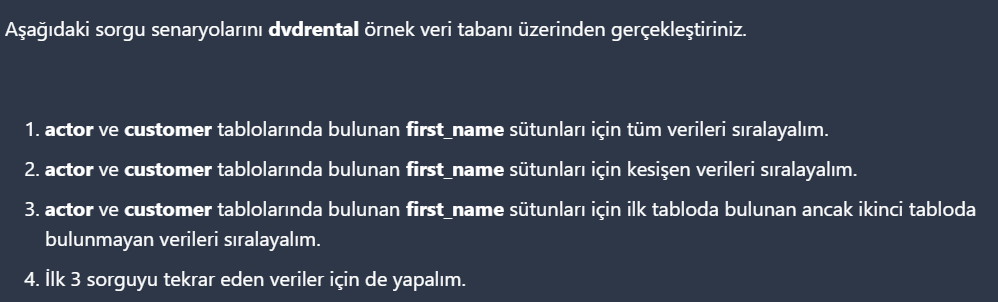 Aşağıdaki sorgu senaryolarını dvdrental örnek veri tabanı üzerinden gerçekleştiriniz.
1. actor ve customer tablolarında bulunan first_name sütunları için tüm verileri sıralayalım.
2. actor ve customer tablolarında bulunan first_name sütunları için kesişen verileri sıralayalım.
3. actor ve customer tablolarında bulunan first_name sütunları için ilk tabloda bulunan ancak ikinci tabloda
bulunmayan verileri sıralayalım.
4. İlk 3 sorguyu tekrar eden veriler için de yapalım.